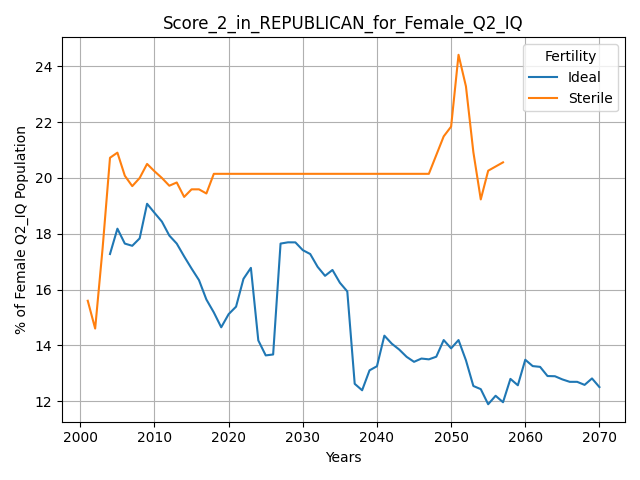 Score_2_in_REPUBLICAN_for_Female_Q2_IQ
% of Female Q2_IQ Population
24
22
20
18
16
14
12
Fertility
Ideal
Sterile
2000 2010 2020 2030 2040 2050 2060 2070
Years